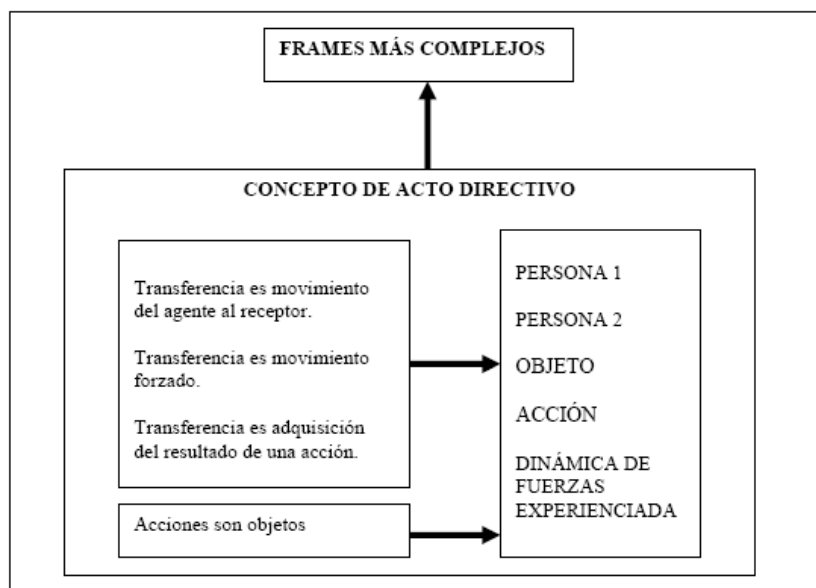 FRAMES MÁS COMPLEJOS
CONCEPTO DE ACTO DIRECTIVO
Transferencia es movimiento
del agente al receptor.
Transferencia es movimiento
forzado.
Transferencia es adquisición
del resultado de una acción.
Acciones son objetos
PERSONA 1
PERSONA 2
OBJETO
ACCIÓN
DINÁMICA DE
FUERZAS
EXPERIENCIADA